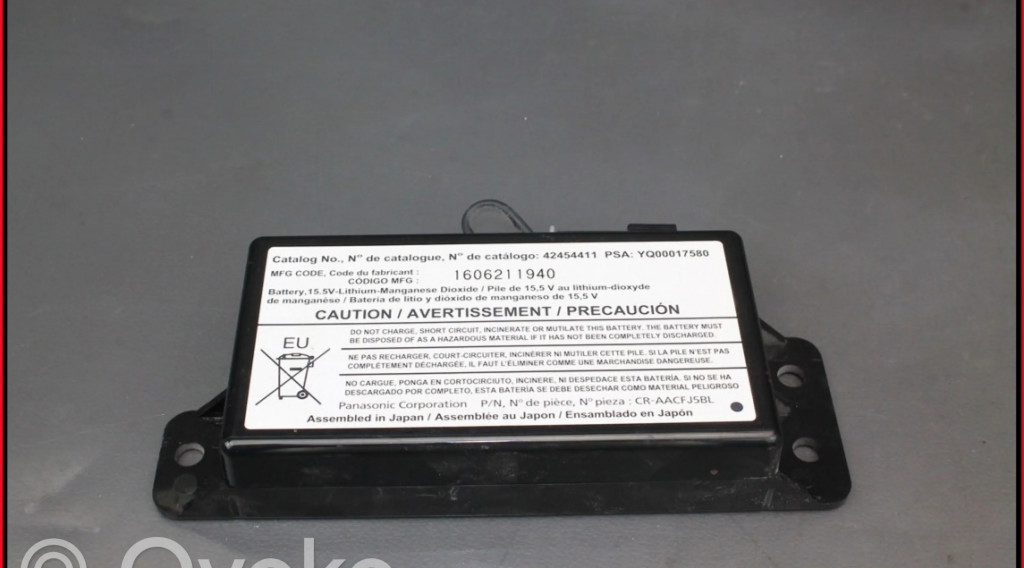 Catalog No., Nº de catalogue, Nº de catálogo: 42454411 PSA: YQ00017580
MFG CODE, Code du fabricant :
CÓDIGO MFG : 1606211940
Battery,15.5V-Lithium-Manganese Dioxide / Pile de 15,5 V au lithium-dioxyde
de manganèse / Batería de litio y dióxido de manganeso de 15,5 V
CAUTION / AVERTISSEMENT / PRECAUCIÓN
DO NOT CHARGE, SHORT CIRCUIT, INCINERATE OR MUTILATE THIS BATTERY. THE BATTERY MUST
BE DISPOSED OF AS A HAZARDOUS MATERIAL IF IT HAS NOT BEEN COMPLETELY DISCHARGED.
EU
NE PAS RECHARGER, COURT-CIRCUITER, INCINÉRER NI MUTILER CETTE PILE. SI LA PILE N'EST PAS
COMPLÈTEMENT DÉCHARGÉE, IL FAUT L'ÉLIMINER COMME UNE MARCHANDISE DANGEREUSE.
NO CARGUE, PONGA EN CORTOCIRCUITO, INCINERE, NI DESPEDACE ESTA BATERÍA. SI NO SE HA
DESCARGADO POR COMPLETO, ESTA BATERÍA SE DEBE DESECHAR COMO MATERIAL PELIGROSO
Panasonic Corporation P/N, Nº de pièce, Nº pieza : CR-AACFJ5BL
Assembled in Japan / Assemblée au Japon / Ensamblado en Japón
© Ovoko